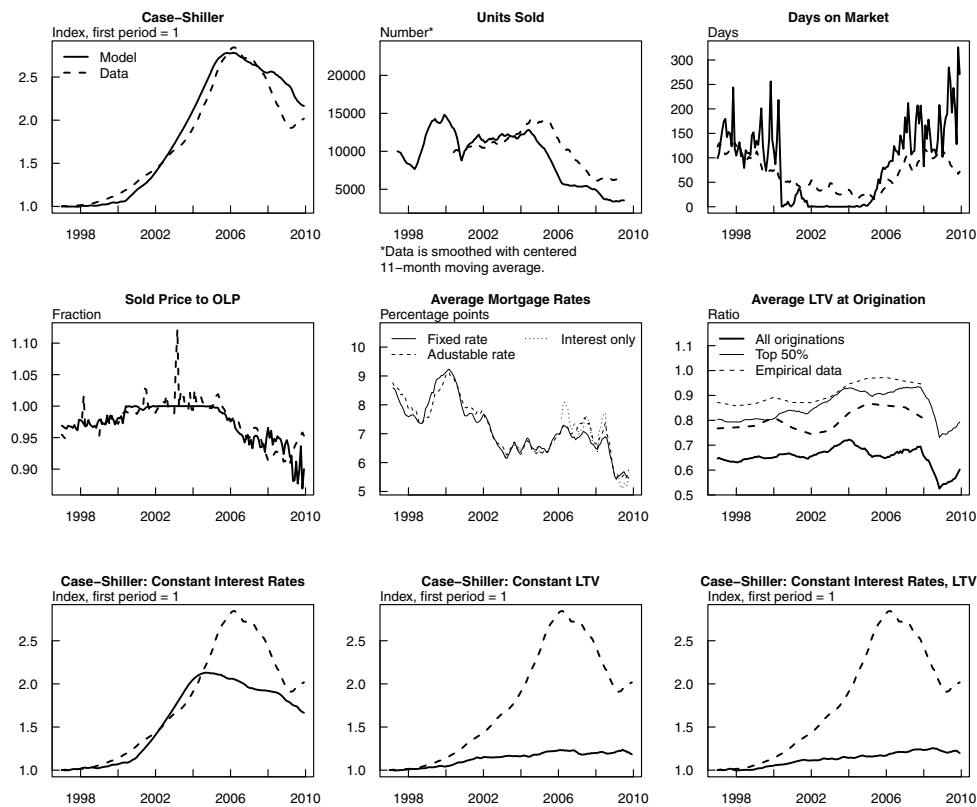 Case−Shiller
Index, first period = 1
Model
Data
2.5
2.0
1.5
1.0
1998 2002 2006 2010
Units Sold
Number*
20000
15000
10000
5000
1998 2002 2006 2010
*Data is smoothed with centered
11−month moving average.
Days on Market
Days
300
250
200
150
100
50
0
1998 2002 2006 2010
Sold Price to OLP
Fraction
1.10
1.05
1.00
0.95
0.90
1998 2002 2006 2010
Average Mortgage Rates
Percentage points
Fixed rate
Adustable rate
Interest only
10
9
8
7
6
5
1998 2002 2006 2010
Average LTV at Origination
Ratio
All originations
Top 50%
Empirical data
1.1
1.0
0.9
0.8
0.7
0.6
0.5
1998 2002 2006 2010
Case−Shiller: Constant Interest Rates
Index, first period = 1
2.5
2.0
1.5
1.0
1998 2002 2006 2010
Case−Shiller: Constant LTV
Index, first period = 1
2.5
2.0
1.5
1.0
1998 2002 2006 2010
Case−Shiller: Constant Interest Rates, LTV
Index, first period = 1
2.5
2.0
1.5
1.0
1998 2002 2006 2010